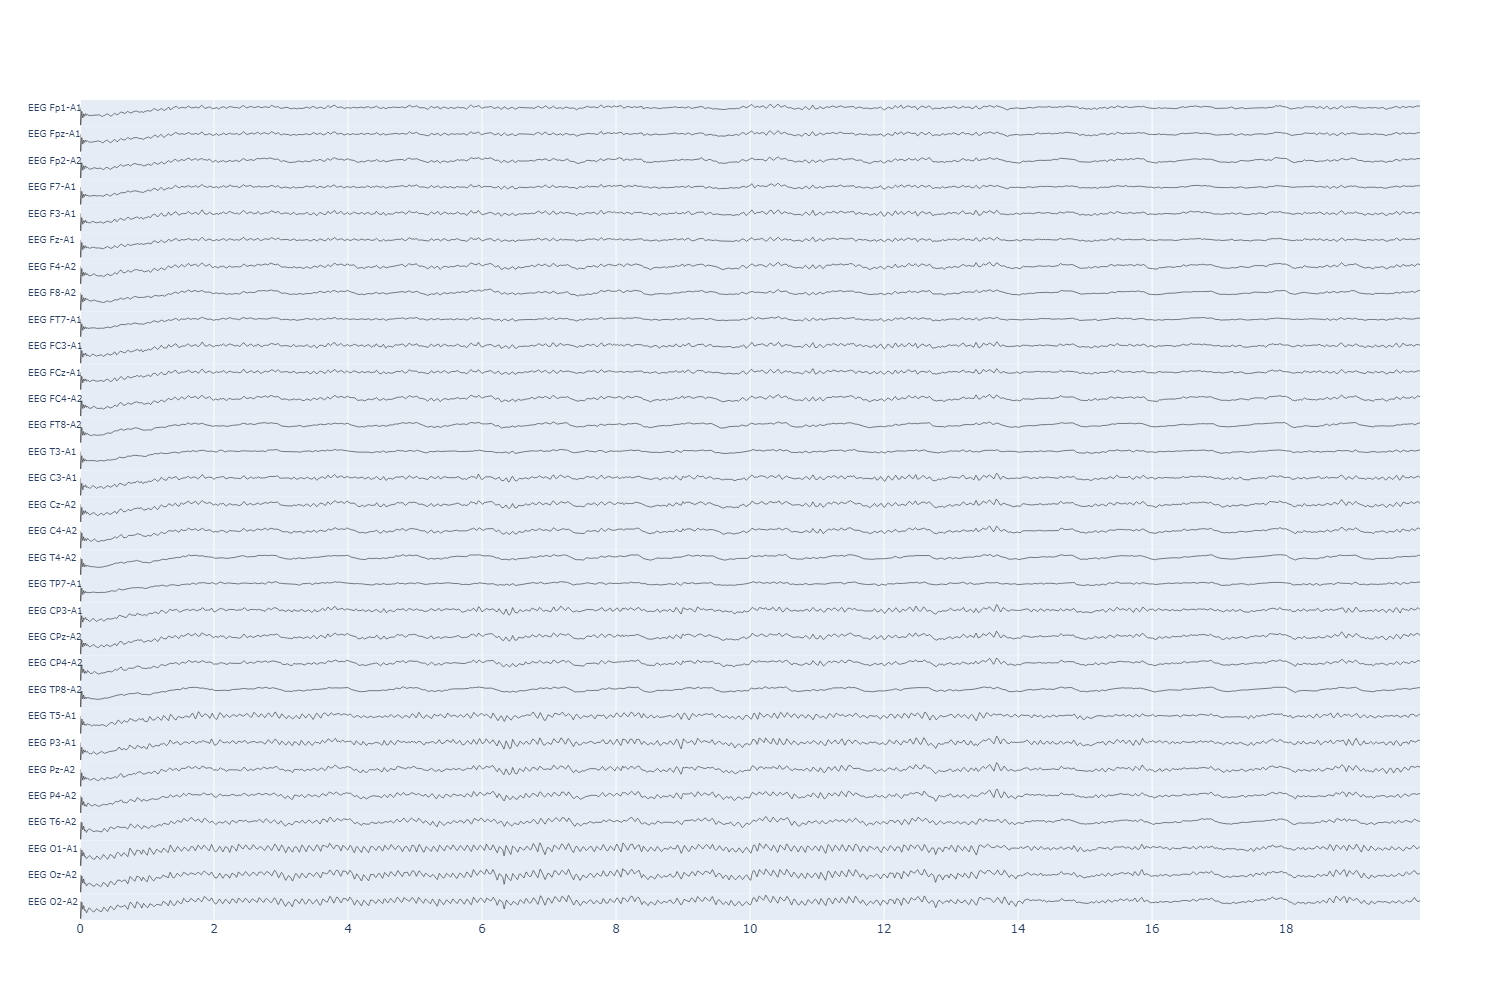 EEG Fp1-A1
EEG Fpz-A1
EEG Fp2-A2
EEG F7-A1
EEG F3-A1
EEG Fz-A1
EEG F4-A2
EEG F8-A2
EEG FT7-A1
EEG FC3-A1
EEG FCz-A1
EEG FC4-A2
EEG FT8-A2
EEG T3-A1
EEG C3-A1
EEG Cz-A2
EEG C4-A2
EEG T4-A2
EEG TP7-A1
EEG CP3-A1
EEG CPz-A2
EEG CP4-A2
EEG TP8-A2
EEG T5-A1
EEG P3-A1
EEG Pz-A2
EEG P4-A2
EEG T6-A2
EEG O1-A1
EEG Oz-A2
EEG O2-A2
0 2 4 6 8 10 12 14 16 18